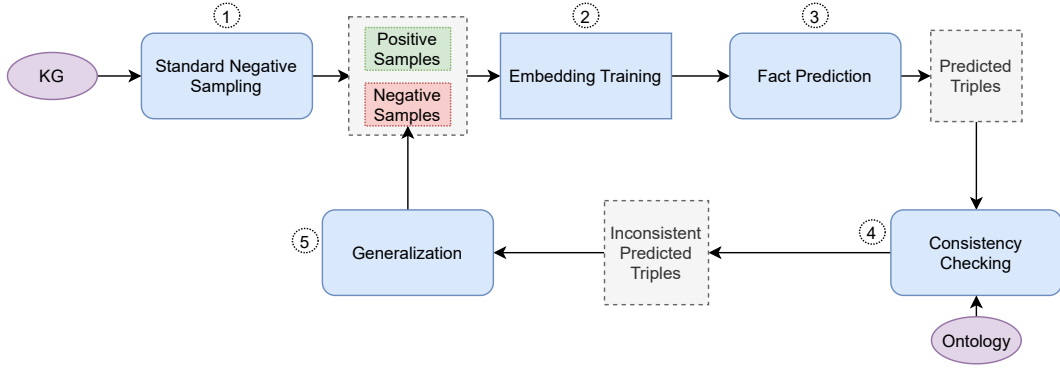 1
2
3
KG
Standard Negative
Sampling
Positive
Samples
Negative
Samples
Embedding Training
Fact Prediction
Predicted
Triples
5
Generalization
Inconsistent
Predicted
Triples
4
Consistency
Checking
Ontology